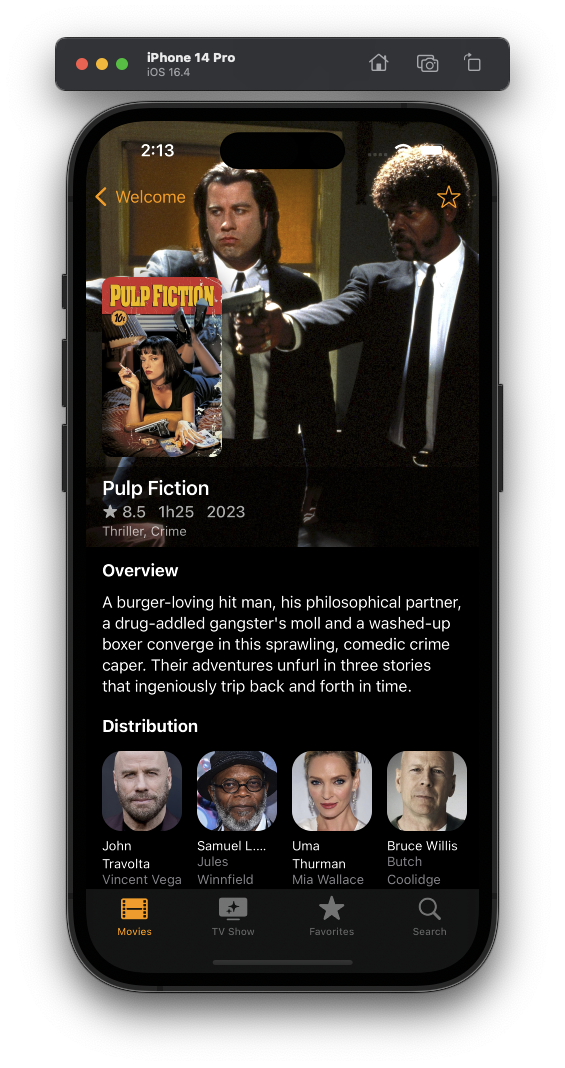 iPhone 14 Pro
iOS 16.4
2:13
Welcome
PULP FICTION
10¢
Pulp Fiction
8.5 1h25 2023
Thriller, Crime
Overview
A burger-loving hit man, his philosophical partner,
a drug-addled gangster's moll and a washed-up
boxer converge in this sprawling, comedic crime
caper. Their adventures unfurl in three stories
that ingeniously trip back and forth in time.
Distribution
John
Travolta
Vincent Vega
Samuel L....
Jules
Winnfield
Uma
Thurman
Mia Wallace
Bruce Willis
Butch
Coolidge
Movies
TV Show
Favorites
Search